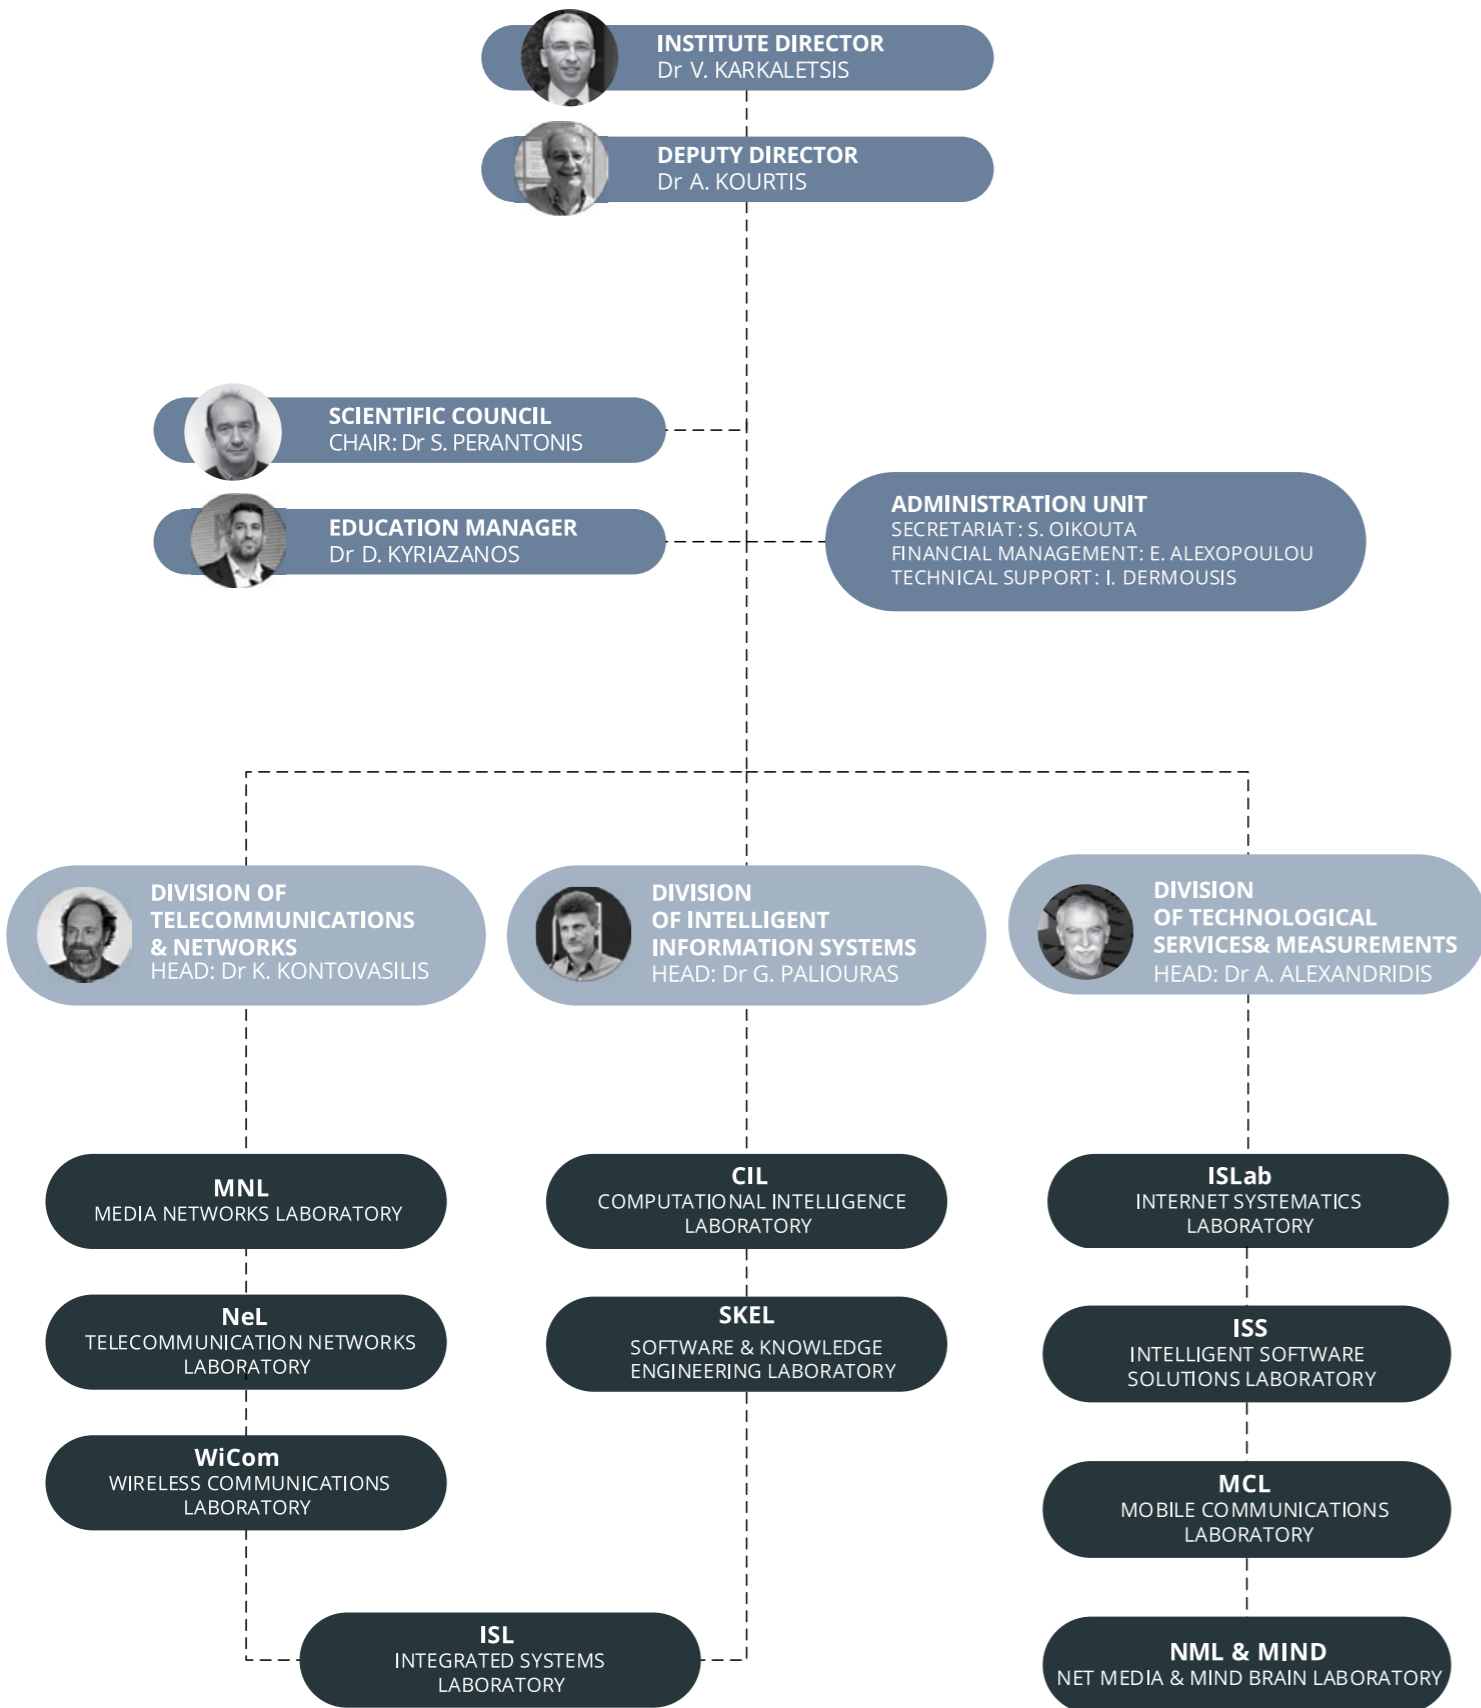 INSTITUTE DIRECTOR
Dr V. KARKALETSIS
DEPUTY DIRECTOR
Dr A. KOURTIS
SCIENTIFIC COUNCIL
CHAIR: Dr S. PERANTONIS
EDUCATION MANAGER
Dr D. KYRIAZANOS
ADMINISTRATION UNIT
SECRETARIAT: S. OIKOUTA
FINANCIAL MANAGEMENT: E. ALEXOPOULOU
TECHNICAL SUPPORT: I. DERMOUSIS
DIVISION OF
TELECOMMUNICATIONS
& NETWORKS
HEAD: Dr K. KONTOVASILIS
DIVISION
OF INTELLIGENT
INFORMATION SYSTEMS
HEAD: Dr G. PALIOURAS
DIVISION
OF TECHNOLOGICAL
SERVICES& MEASUREMENTS
HEAD: Dr A. ALEXANDRIDIS
MNL
MEDIA NETWORKS LABORATORY
NeL
TELECOMMUNICATION NETWORKS
LABORATORY
WiCom
WIRELESS COMMUNICATIONS
LABORATORY
CIL
COMPUTATIONAL INTELLIGENCE
LABORATORY
SKEL
SOFTWARE & KNOWLEDGE
ENGINEERING LABORATORY
ISL
INTEGRATED SYSTEMS
LABORATORY
ISLab
INTERNET SYSTEMATICS
LABORATORY
ISS
INTELLIGENT SOFTWARE
SOLUTIONS LABORATORY
MCL
MOBILE COMMUNICATIONS
LABORATORY
NML & MIND
NET MEDIA & MIND BRAIN LABORATORY